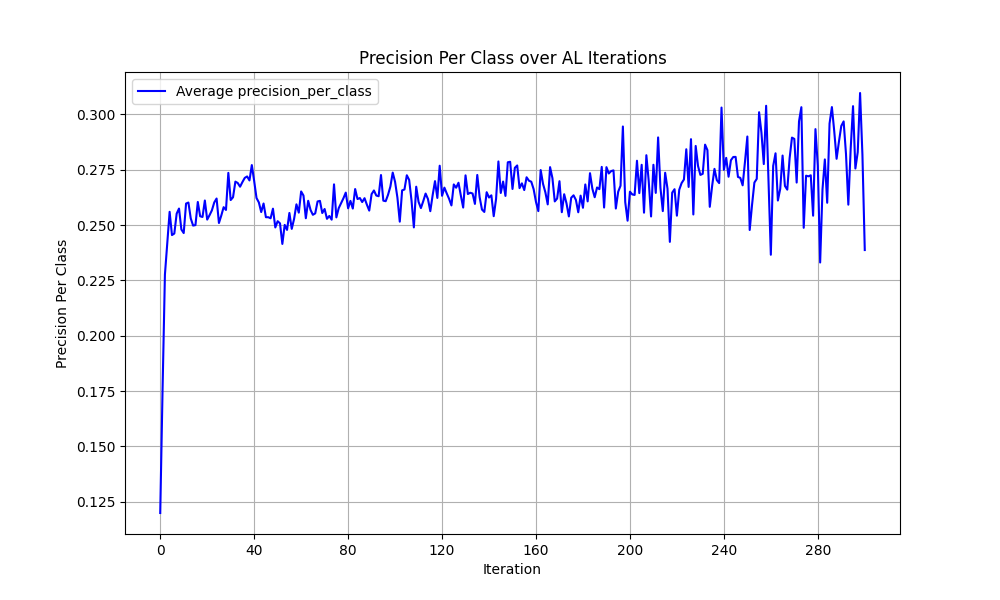 Precision Per Class over AL Iterations
Average precision_per_class
0.300
0.275
0.250
0.225
0.200
0.175
0.150
0.125
Precision Per Class
0 40 80 120 160 200 240 280
Iteration